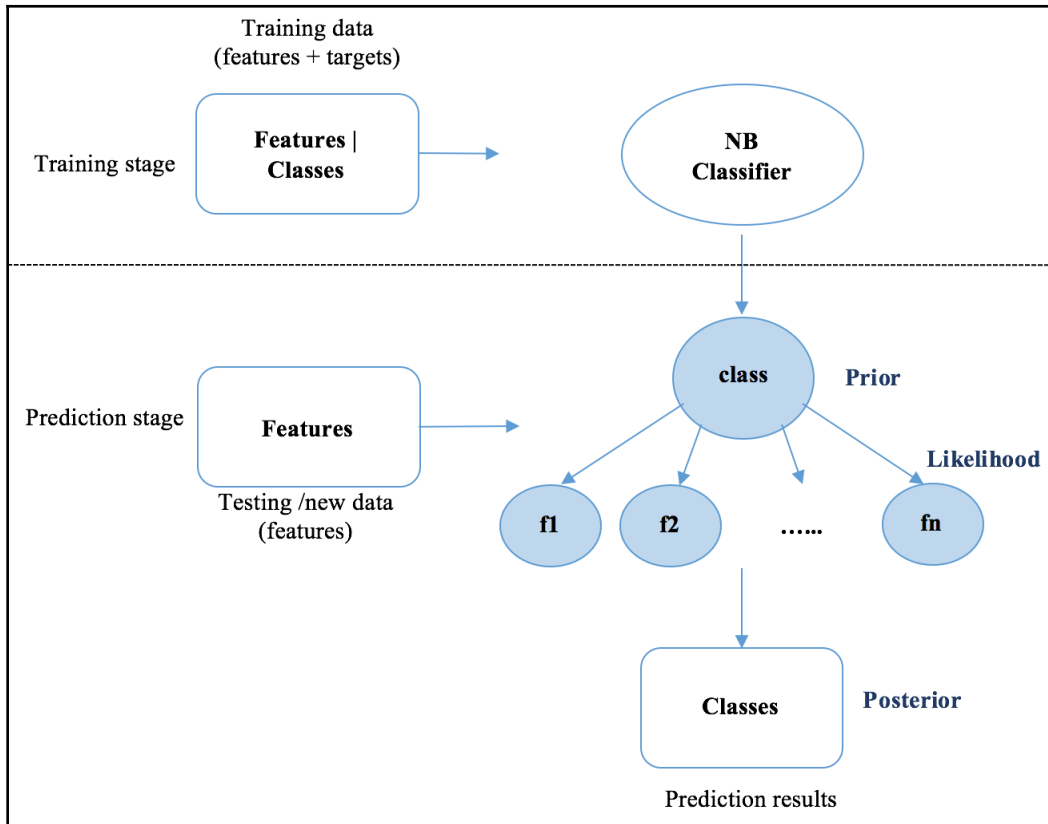 Training data
(features + targets)
Features |
Classes
NB
Classifier
Training stage
class
Prior
Prediction stage
Features
Likelihood
Testing /new data
(features)
f1
f2
…...
fn
Classes
Posterior
Prediction results